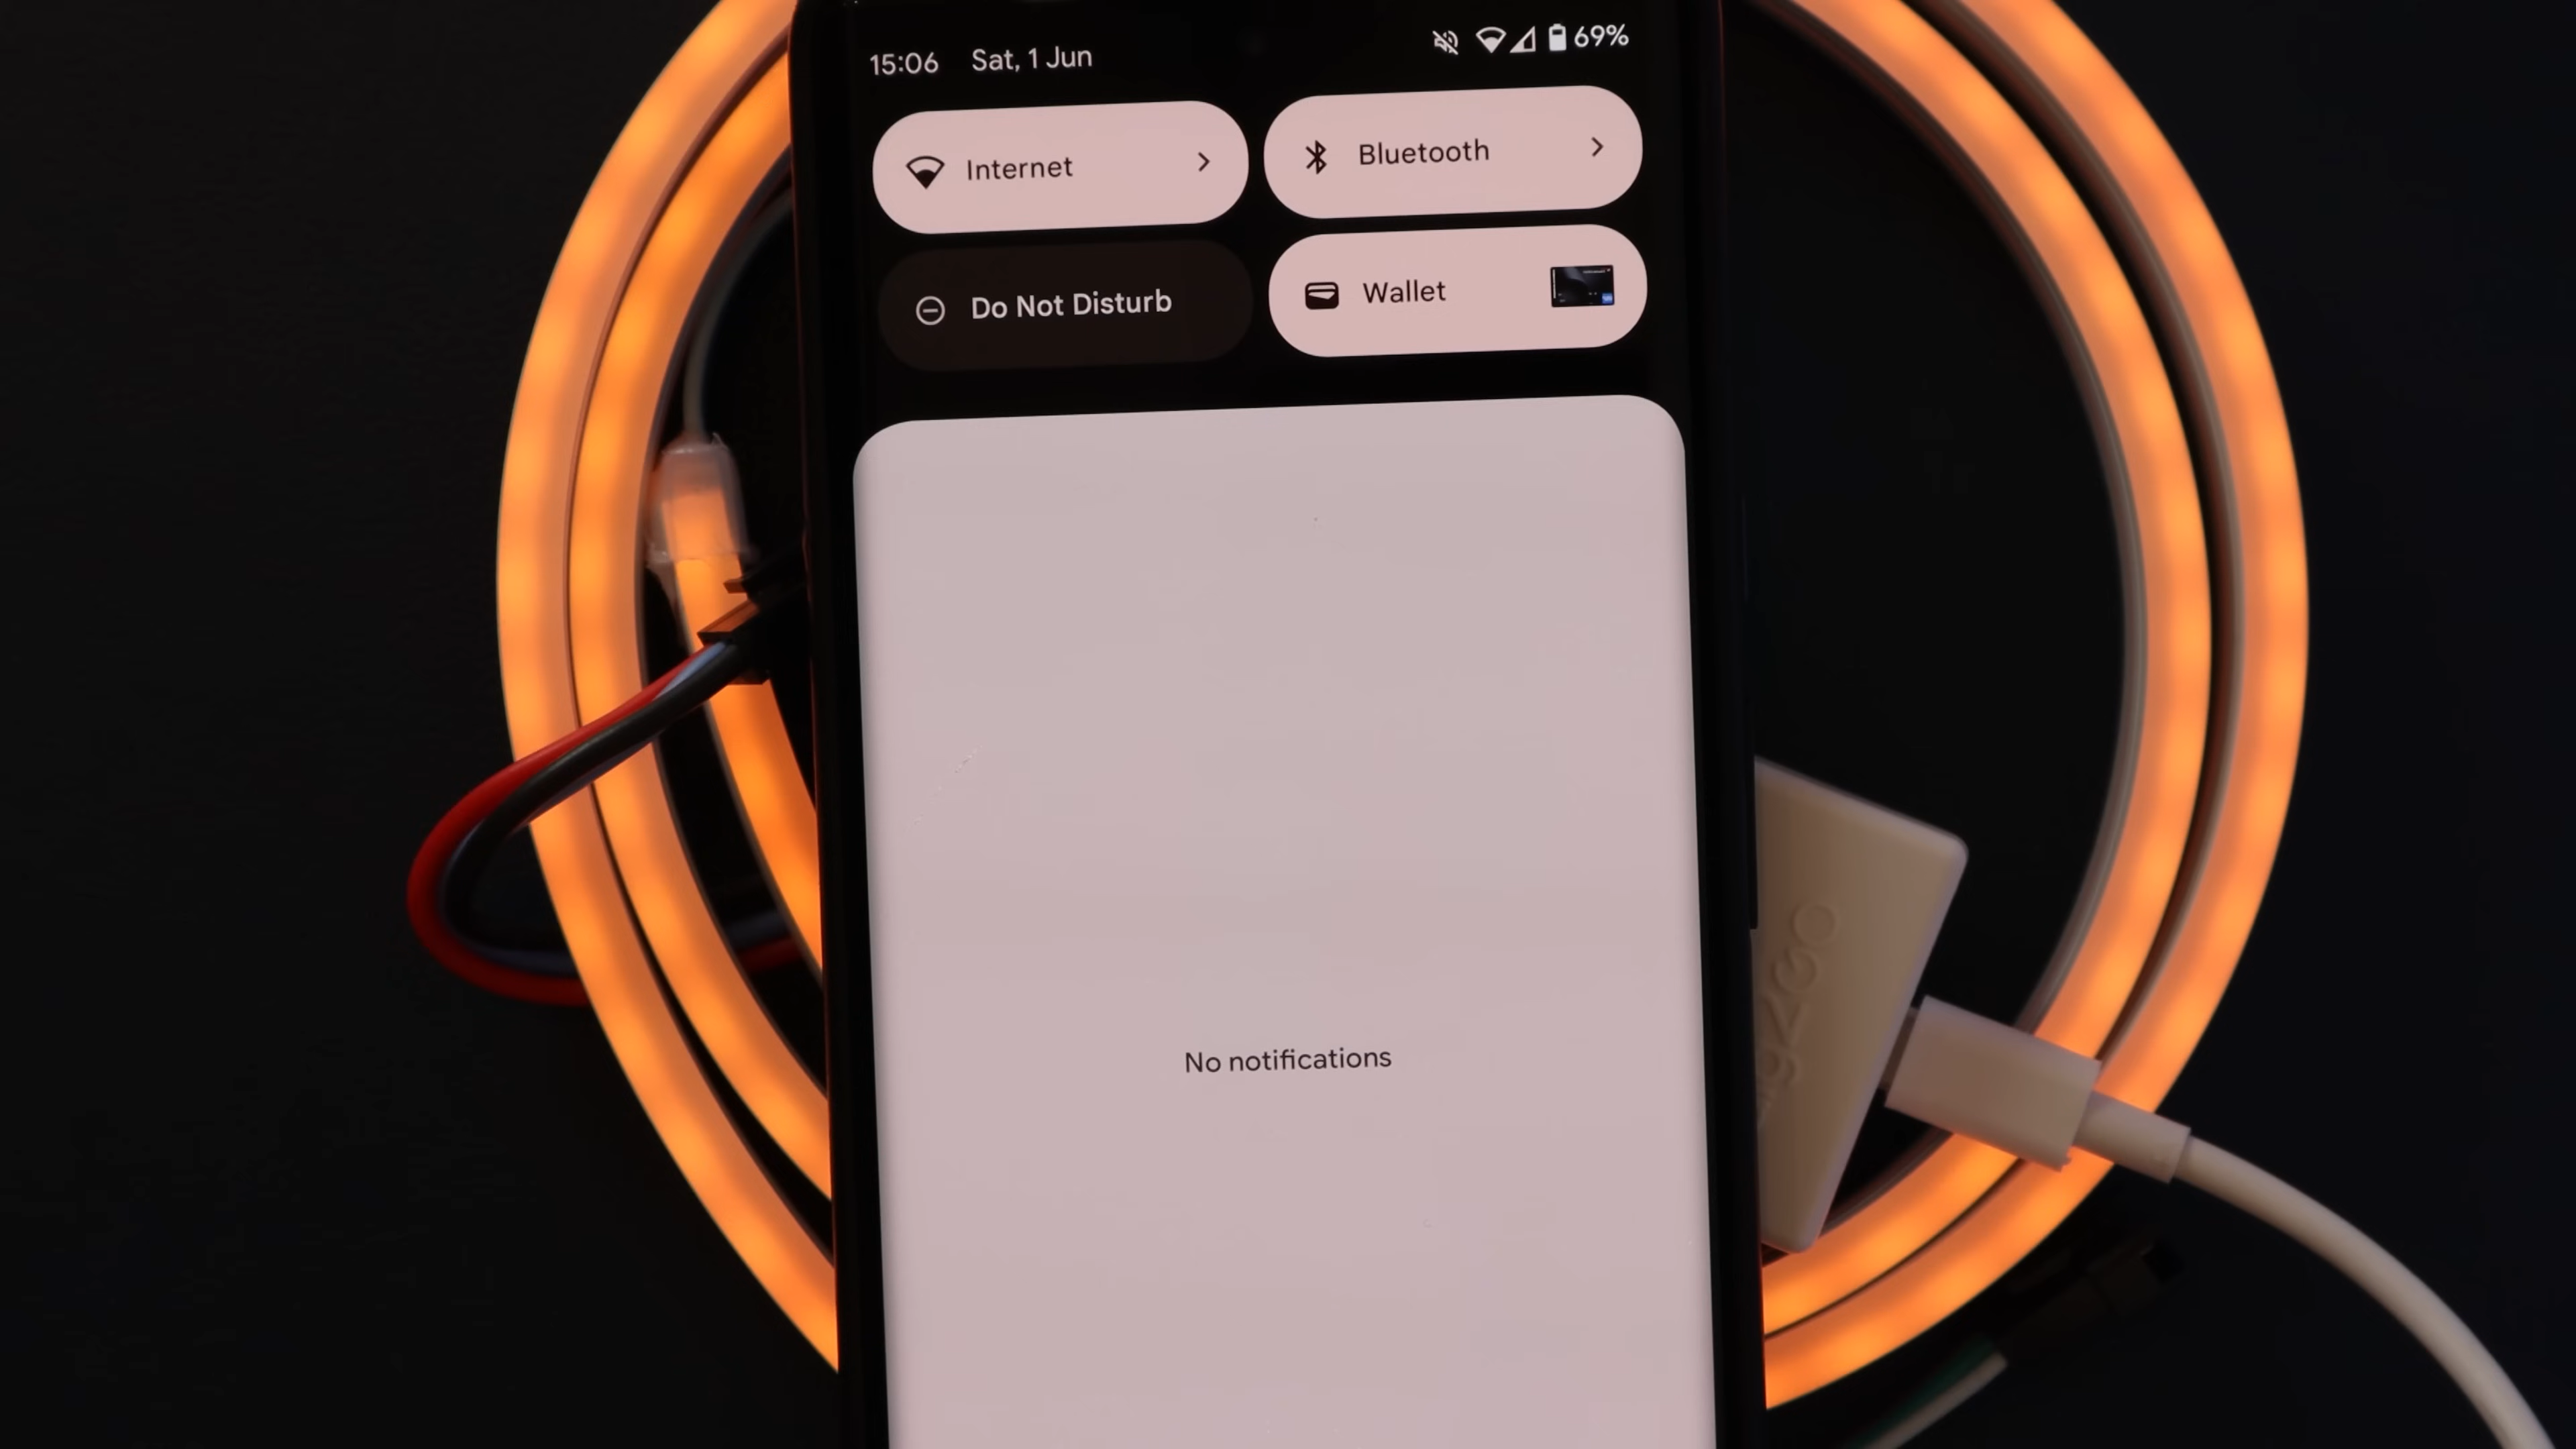 15:06 Sat, 1 Jun 69%
Internet
Bluetooth
Do Not Disturb
Wallet
No notifications